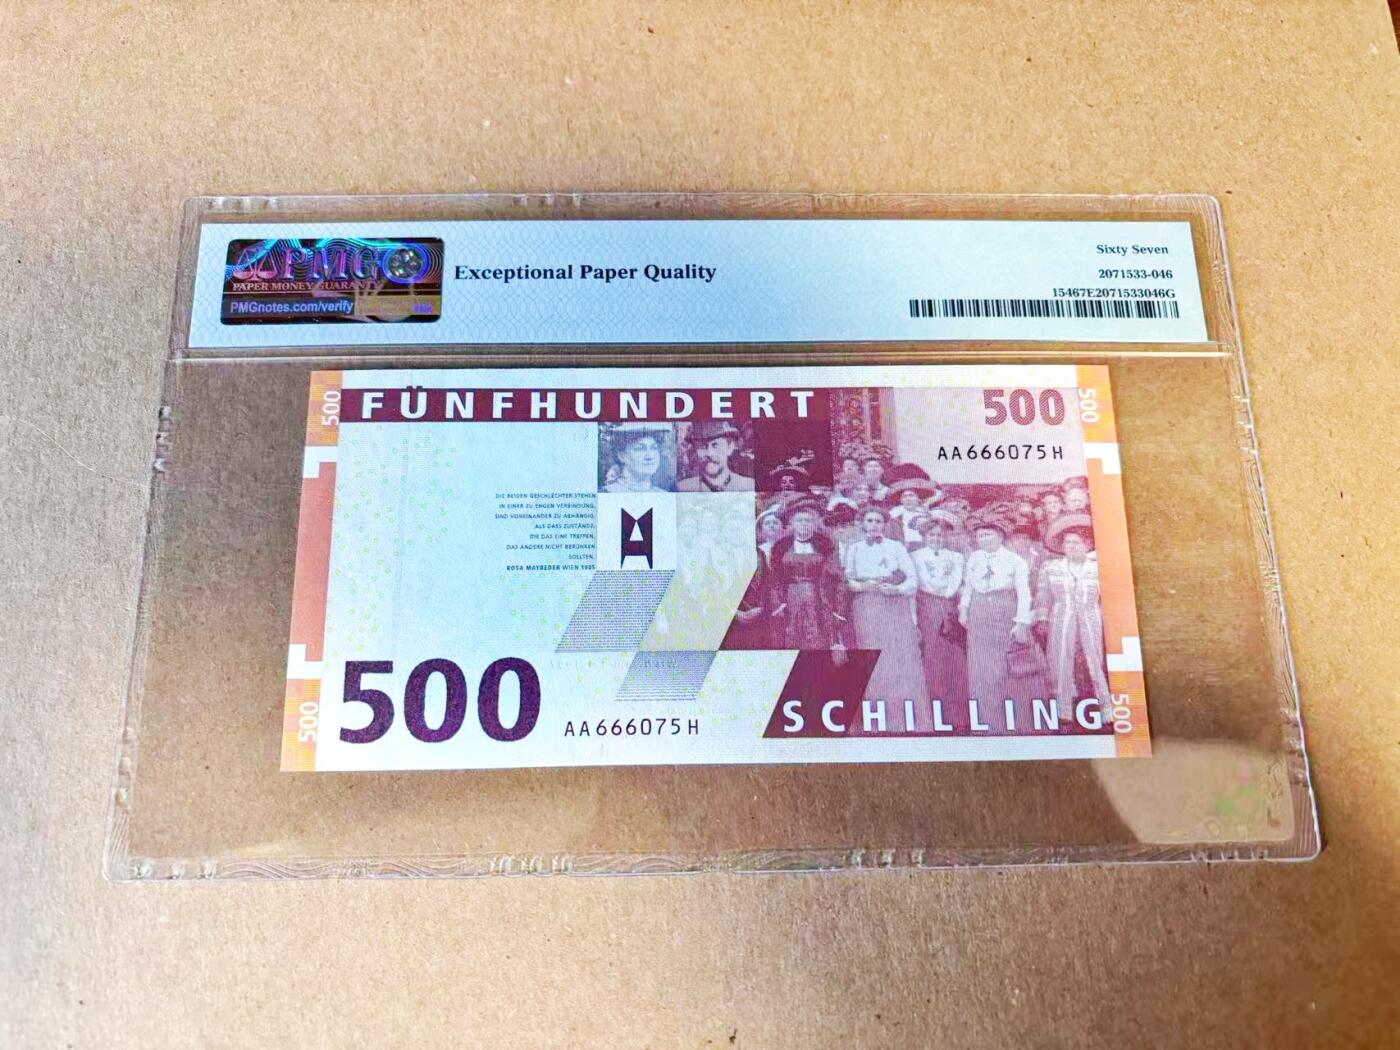 PMG
PAPER MONEY GUARANTY
PMGnotes.com/verify
Exceptional Paper Quality
Sixty Seven
2071533-046
15467E2071533046G
500
FÜNFHUNDERT
500
500
AA666075H
DIE BEIDEN GESCHLECHTER STEHEN
IN EINER ZU ENGEN VERBINDUNG,
SIND VONEINANDER ZU ABHÄNGIG,
ALS DASS ZUSTÄNDE,
DIE DAS EINE TREFFEN,
DAS ANDERE NICHT BERÜHREN
SOLLTEN.
ROSA MAYREDER WIEN 1905
500
500
AA666075H
SCHILLING
500